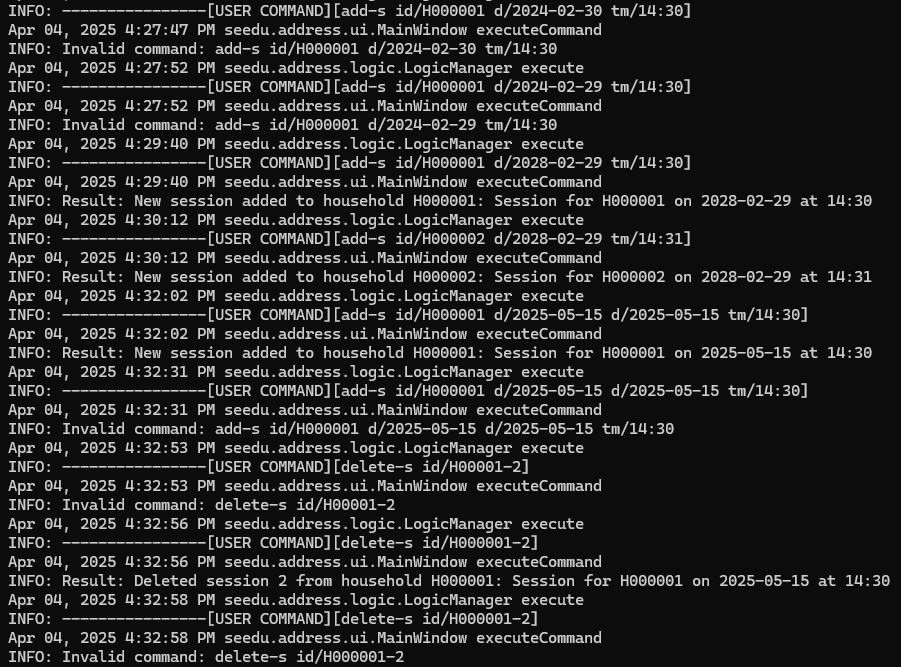 INFO: ----------------[USER COMMAND][add-s id/H000001 d/2024-02-30 tm/14:30]
Apr 04, 2025 4:27:47 PM seedu.address.ui.MainWindow executeCommand
INFO: Invalid command: add-s id/H000001 d/2024-02-30 tm/14:30
Apr 04, 2025 4:27:52 PM seedu.address.logic.LogicManager execute
INFO: ----------------[USER COMMAND][add-s id/H000001 d/2024-02-29 tm/14:30]
Apr 04, 2025 4:27:52 PM seedu.address.ui.MainWindow executeCommand
INFO: Invalid command: add-s id/H000001 d/2024-02-29 tm/14:30
Apr 04, 2025 4:29:40 PM seedu.address.logic.LogicManager execute
INFO: ----------------[USER COMMAND][add-s id/H000001 d/2028-02-29 tm/14:30]
Apr 04, 2025 4:29:40 PM seedu.address.ui.MainWindow executeCommand
INFO: Result: New session added to household H000001: Session for H000001 on 2028-02-29 at 14:30
Apr 04, 2025 4:30:12 PM seedu.address.logic.LogicManager execute
INFO: ----------------[USER COMMAND][add-s id/H000002 d/2028-02-29 tm/14:31]
Apr 04, 2025 4:30:12 PM seedu.address.ui.MainWindow executeCommand
INFO: Result: New session added to household H000002: Session for H000002 on 2028-02-29 at 14:31
Apr 04, 2025 4:32:02 PM seedu.address.logic.LogicManager execute
INFO: ----------------[USER COMMAND][add-s id/H000001 d/2025-05-15 d/2025-05-15 tm/14:30]
Apr 04, 2025 4:32:02 PM seedu.address.ui.MainWindow executeCommand
INFO: Result: New session added to household H000001: Session for H000001 on 2025-05-15 at 14:30
Apr 04, 2025 4:32:31 PM seedu.address.logic.LogicManager execute
INFO: ----------------[USER COMMAND][add-s id/H000001 d/2025-05-15 d/2025-05-15 tm/14:30]
Apr 04, 2025 4:32:31 PM seedu.address.ui.MainWindow executeCommand
INFO: Invalid command: add-s id/H000001 d/2025-05-15 d/2025-05-15 tm/14:30
Apr 04, 2025 4:32:53 PM seedu.address.logic.LogicManager execute
INFO: ----------------[USER COMMAND][delete-s id/H00001-2]
Apr 04, 2025 4:32:53 PM seedu.address.ui.MainWindow executeCommand
INFO: Invalid command: delete-s id/H00001-2
Apr 04, 2025 4:32:56 PM seedu.address.logic.LogicManager execute
INFO: ----------------[USER COMMAND][delete-s id/H000001-2]
Apr 04, 2025 4:32:56 PM seedu.address.ui.MainWindow executeCommand
INFO: Result: Deleted session 2 from household H000001: Session for H000001 on 2025-05-15 at 14:30
Apr 04, 2025 4:32:58 PM seedu.address.logic.LogicManager execute
INFO: ----------------[USER COMMAND][delete-s id/H000001-2]
Apr 04, 2025 4:32:58 PM seedu.address.ui.MainWindow executeCommand
INFO: Invalid command: delete-s id/H000001-2